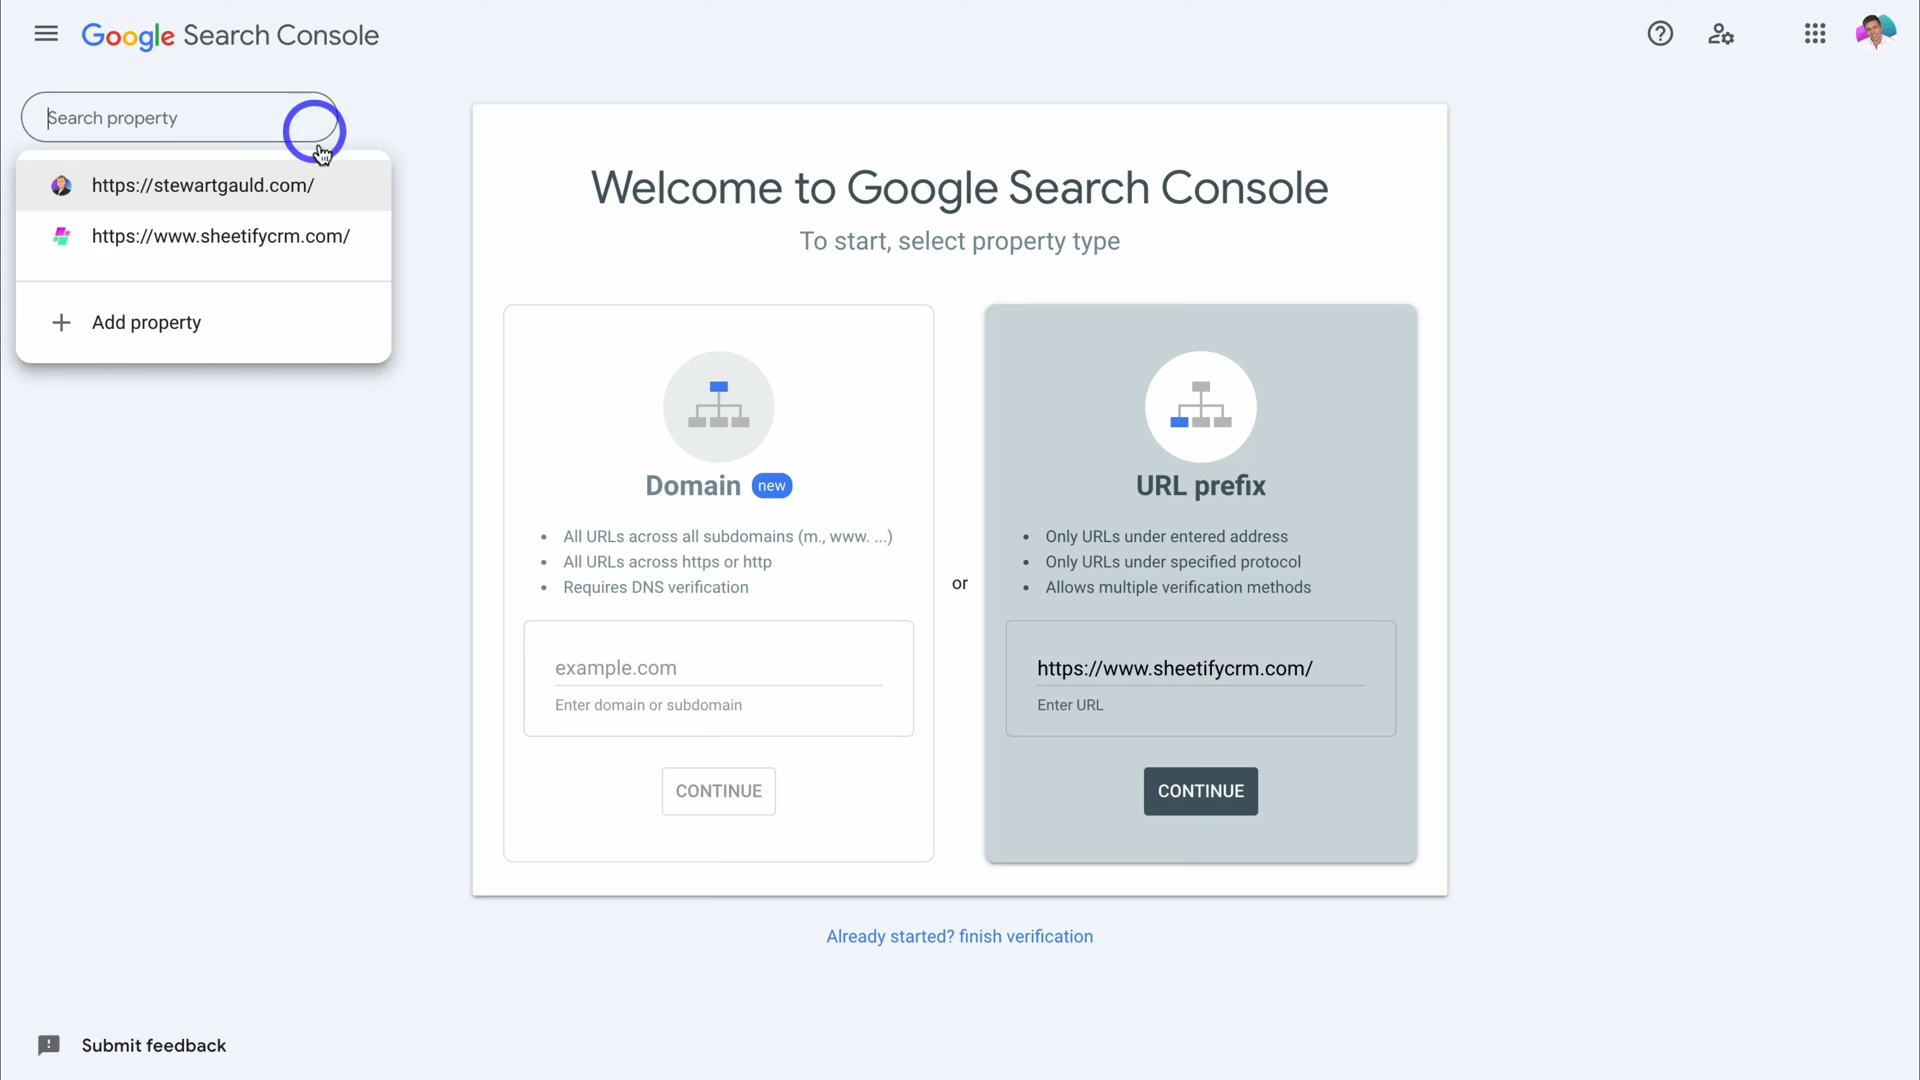 Google Search Console
Search property
https://stewartgauld.com/
https://www.sheetifycrm.com/
Add property
Welcome to Google Search Console
To start, select property type
Domain new
All URLs across all subdomains (m., www. ...)
All URLs across https or http
Requires DNS verification
example.com
Enter domain or subdomain
CONTINUE
or
URL prefix
Only URLs under entered address
Only URLs under specified protocol
Allows multiple verification methods
https://www.sheetifycrm.com/
Enter URL
CONTINUE
Already started? finish verification
Submit feedback